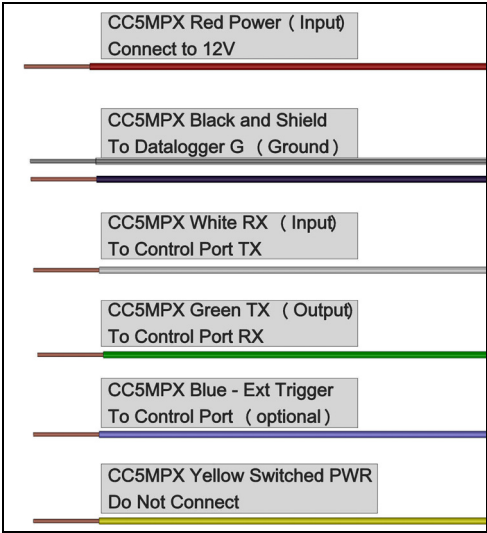 CC5MPX Red Power ( Input)
Connect to 12V
CC5MPX Black and Shield
To Datalogger G ( Ground )
CC5MPX White RX ( Input)
To Control Port TX
CC5MPX Green TX ( Output)
To Control Port RX
CC5MPX Blue - Ext Trigger
To Control Port ( optional )
CC5MPX Yellow Switched PWR
Do Not Connect